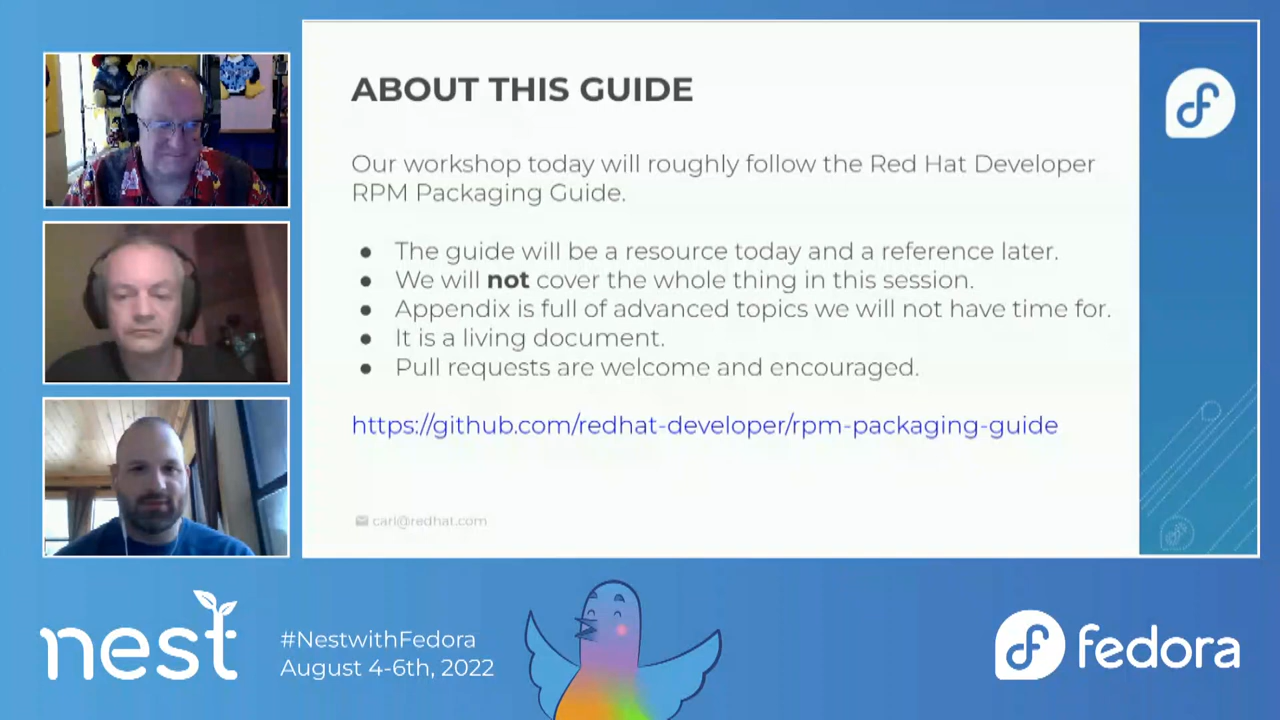 ABOUT THIS GUIDE
Our workshop today will roughly follow the Red Hat Developer
RPM Packaging Guide.
● The guide will be a resource today and a reference later.
● We will not cover the whole thing in this session.
● Appendix is full of advanced topics we will not have time for.
● It is a living document.
● Pull requests are welcome and encouraged.
https://github.com/redhat-developer/rpm-packaging-guide
carl@redhat.com
nest
#NestwithFedora
August 4-6th, 2022
fedora